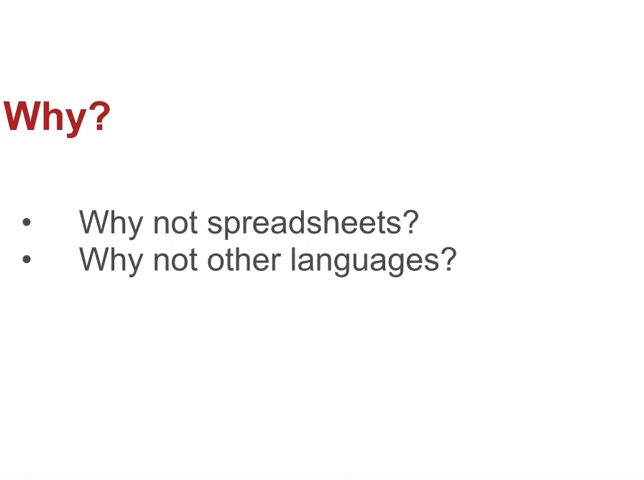 Why?
• Why not spreadsheets?
• Why not other languages?